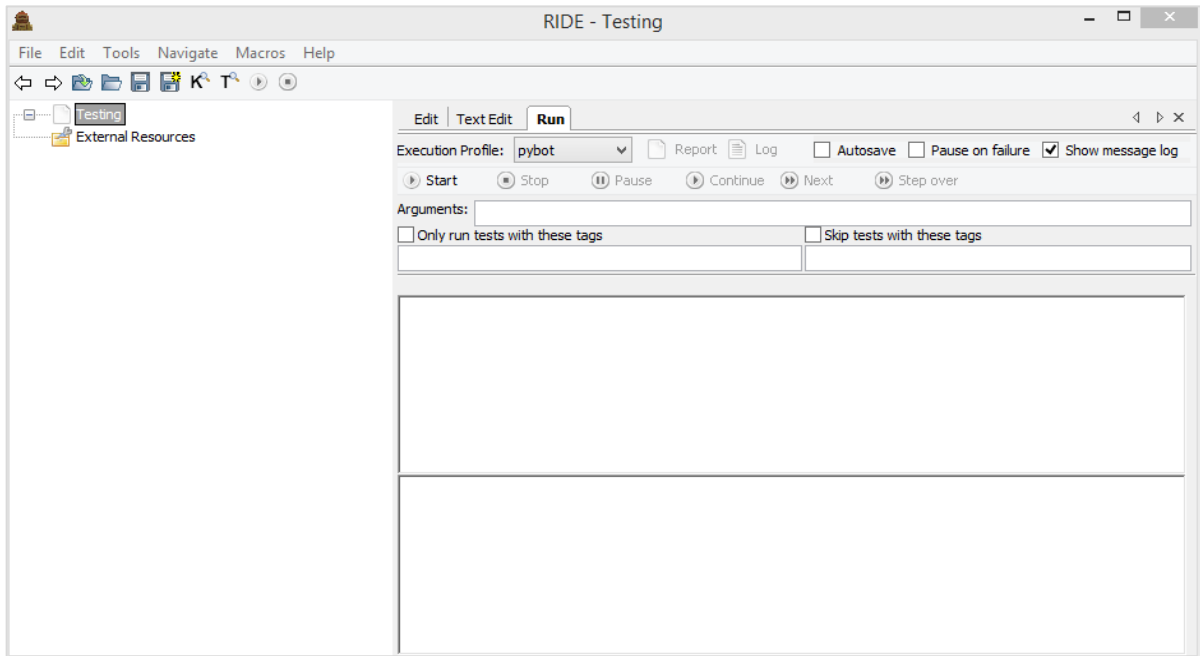 RIDE - Testing
File Edit Tools Navigate Macros Help
K T
Testing
External Resources
Edit Text Edit Run
Execution Profile: pybot Report Log Autosave Pause on failure Show message log
Start Stop Pause Continue Next Step over
Arguments:
Only run tests with these tags Skip tests with these tags